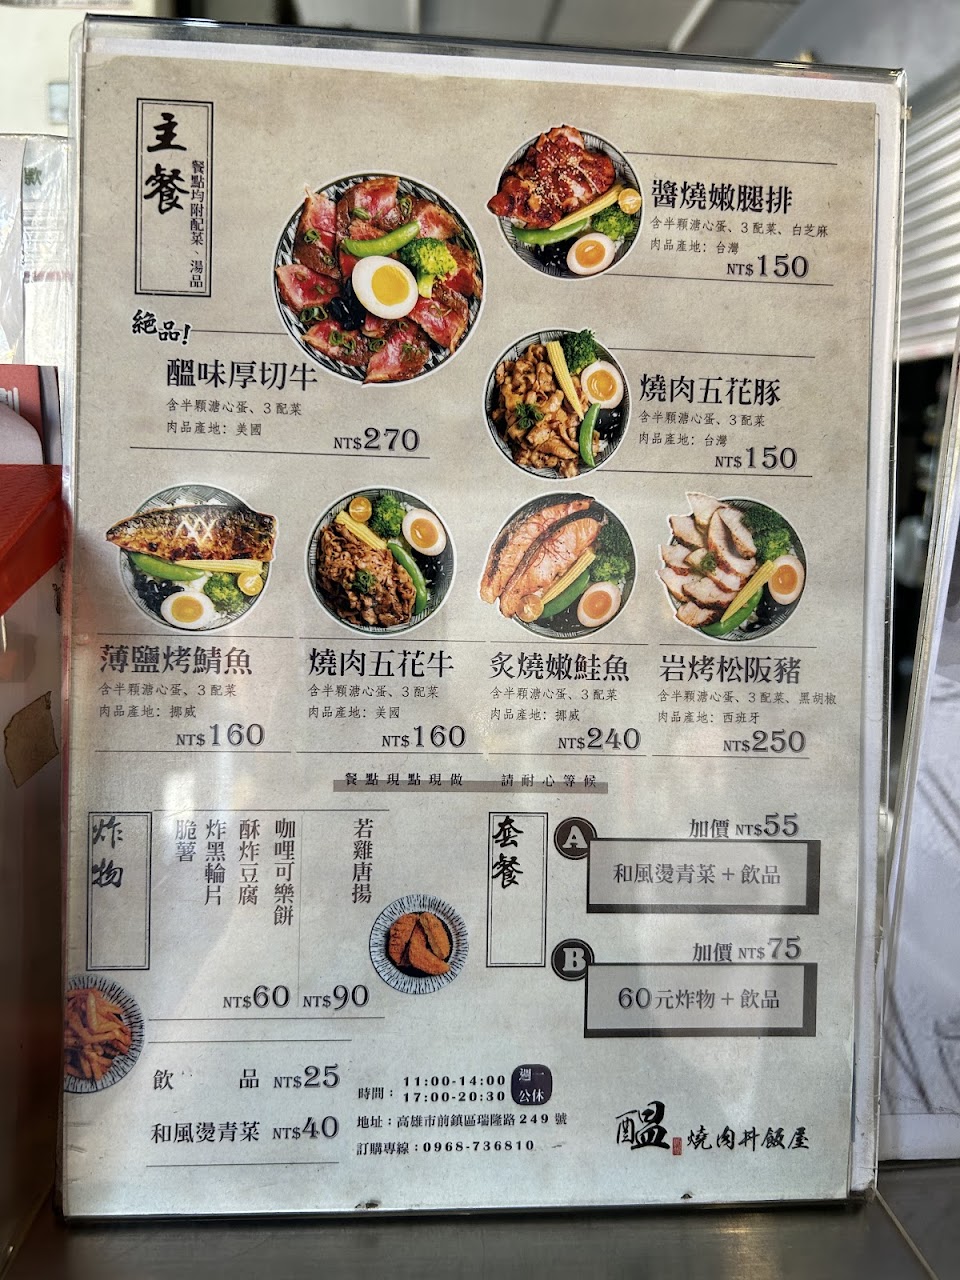 主餐
餐點均附配菜、湯品
絕品!
醞味厚切牛
含半顆溏心蛋、3配菜
肉品產地：美國
NT$270
醬燒嫩腿排
含半顆溏心蛋、3配菜、白芝麻
肉品產地：台灣
NT$150
燒肉五花豚
含半顆溏心蛋、3配菜
肉品產地：台灣
NT$150
薄鹽烤鯖魚
含半顆溏心蛋、3配菜
肉品產地：挪威
NT$160
燒肉五花牛
含半顆溏心蛋、3配菜
肉品產地：美國
NT$160
炙燒嫩鮭魚
含半顆溏心蛋、3配菜
肉品產地：挪威
NT$240
岩烤松阪豬
含半顆溏心蛋、3配菜、黑胡椒
肉品產地：西班牙
NT$250
餐點現點現做 請耐心等候
炸物
脆薯
炸黑輪片
酥炸豆腐
咖哩可樂餅
NT$60
若雞唐揚
NT$90
套餐
A
加價 NT$55
和風燙青菜+飲品
B
加價 NT$75
60元炸物+飲品
飲品 NT$25
和風燙青菜 NT$40
時間：11:00-14:00
17:00-20:30
週一
公休
地址：高雄市前鎮區瑞隆路249號
訂購專線：0968-736810
醞 燒肉丼飯屋